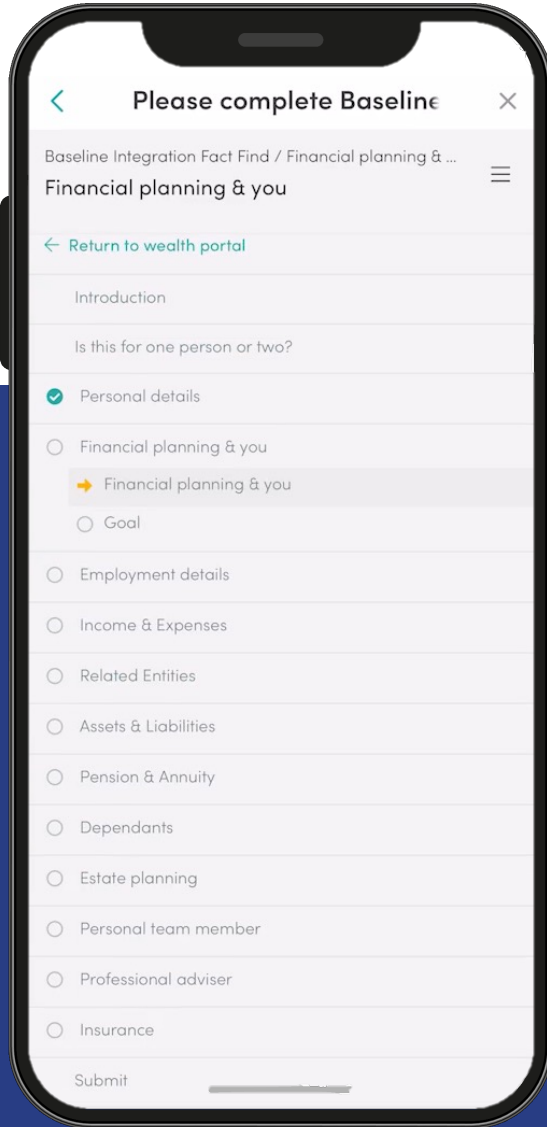 Please complete Baseline
Baseline Integration Fact Find / Financial planning & ...
Financial planning & you
Return to wealth portal
Introduction
Is this for one person or two?
Personal details
Financial planning & you
Financial planning & you
Goal
Employment details
Income & Expenses
Related Entities
Assets & Liabilities
Pension & Annuity
Dependants
Estate planning
Personal team member
Professional adviser
Insurance
Submit